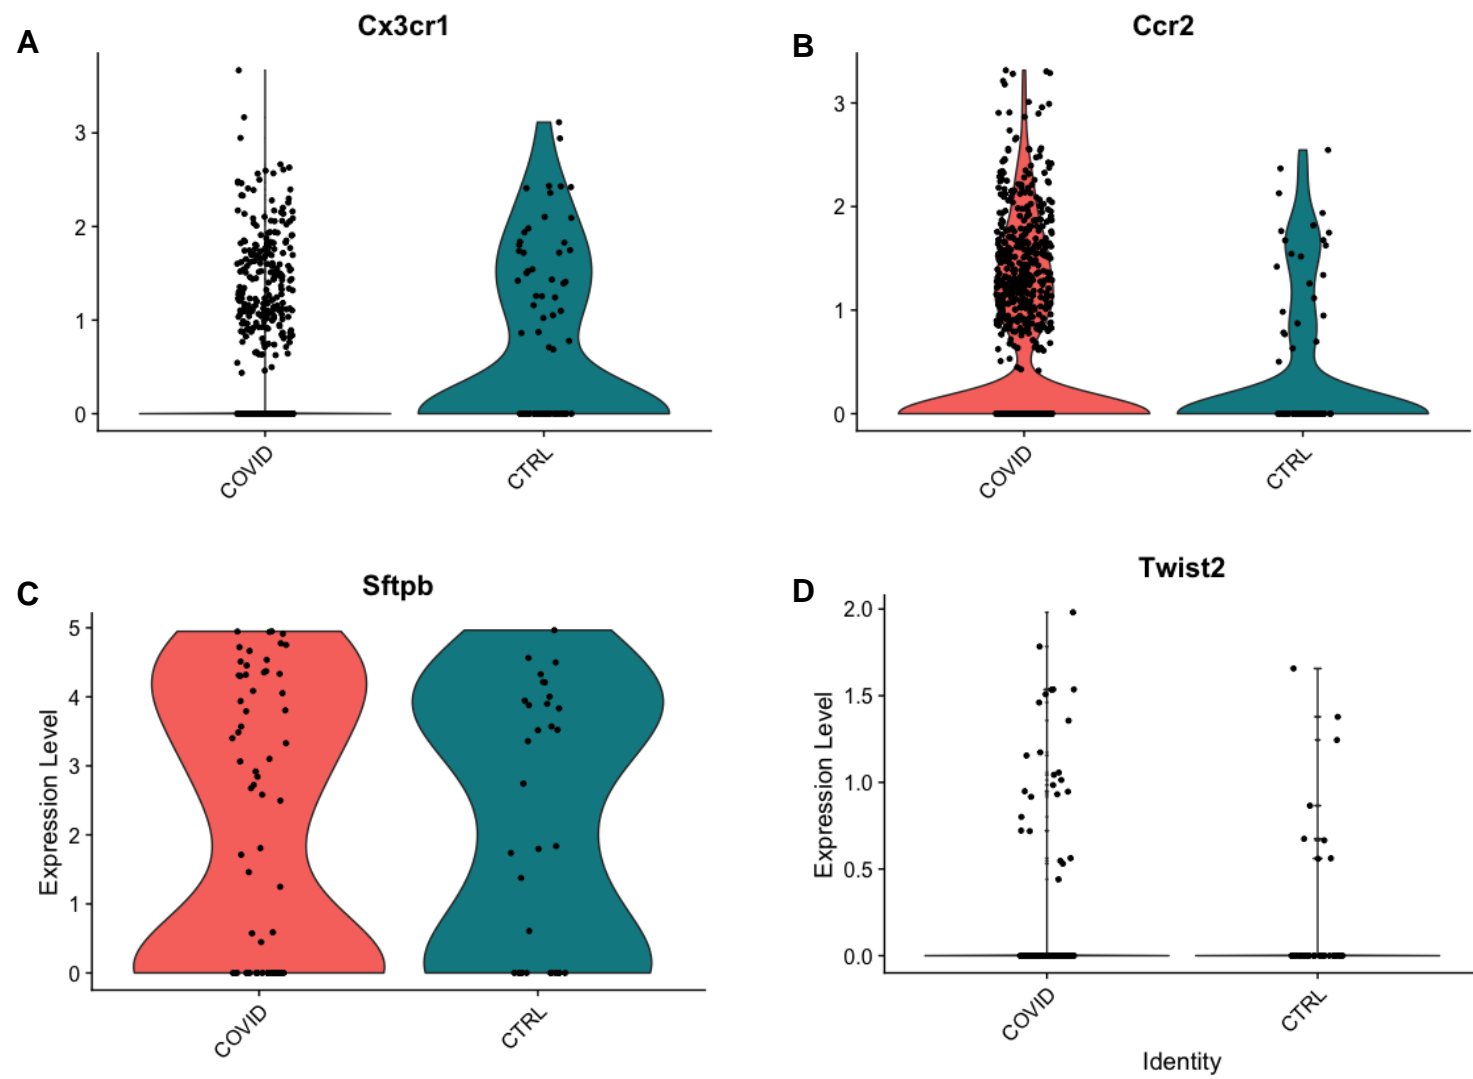 A
Cx3cr1
3
2
1
0
COVID
CTRL
B
Ccr2
3
2
1
0
COVID
CTRL
C
Sftpb
Expression Level
5
4
3
2
1
0
COVID
CTRL
D
Twist2
Expression Level
2.0
1.5
1.0
0.5
0.0
COVID
CTRL
Identity